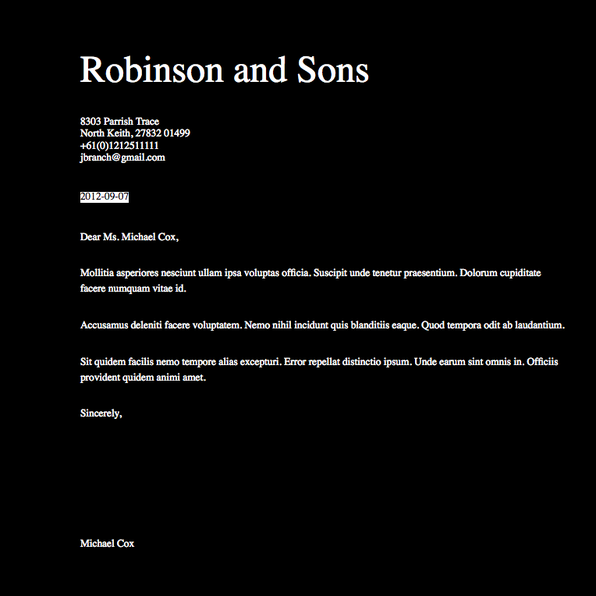 Robinson and Sons
8303 Parrish Trace
North Keith, 27832 01499
+61(0)1212511111
jbranch@gmail.com
2012-09-07
Dear Ms. Michael Cox,
Mollitia asperiores nesciunt ullam ipsa voluptas officia. Suscipit unde tenetur praesentium. Dolorum cupiditate
facere numquam vitae id.
Accusamus deleniti facere voluptatem. Nemo nihil incidunt quis blanditiis eaque. Quod tempora odit ab laudantium.
Sit quidem facilis nemo tempore alias excepturi. Error repellat distinctio ipsum. Unde earum sint omnis in. Officiis
provident quidem animi amet.
Sincerely,
Michael Cox